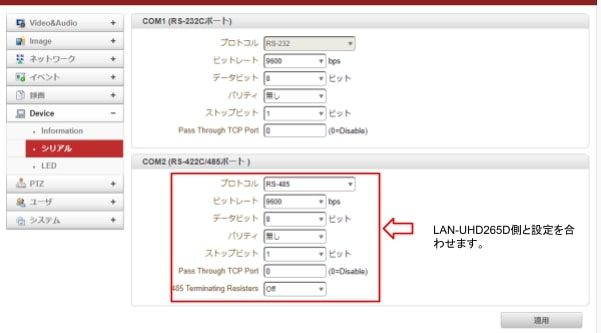 Video&Audio +
Image +
ネットワーク +
イベント +
録画 +
Device −
Information
シリアル
LED
PTZ +
ユーザ +
システム +
COM1 (RS-232Cポート)
プロトコル RS-232
ビットレート 9600 bps
データビット 8 ビット
パリティ 無し
ストップビット 1 ビット
Pass Through TCP Port 0 (0=Disable)
COM2 (RS-422C/485ポート )
プロトコル RS-485
ビットレート 9600 bps
データビット 8 ビット
パリティ 無し
ストップビット 1 ビット
Pass Through TCP Port 0 (0=Disable)
485 Terminating Resisters Off
LAN-UHD265D側と設定を合
わせます。
適用